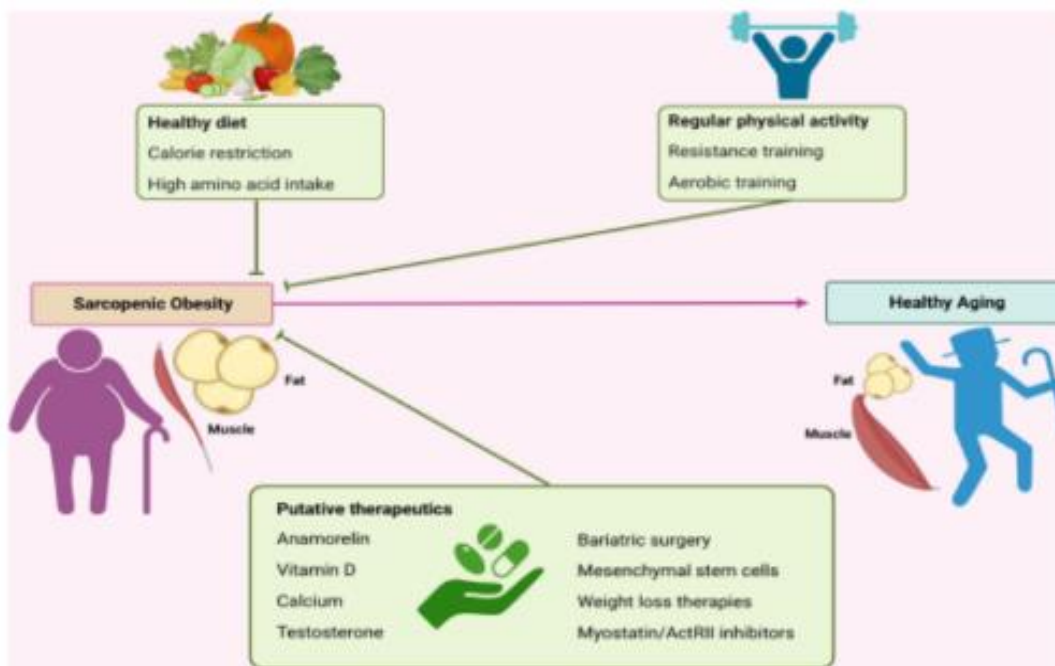 Healthy diet
Calorie restriction
High amino acid intake
Regular physical activity
Resistance training
Aerobic training
Sarcopenic Obesity
Healthy Aging
Fat
Muscle
Fat
Muscle
Putative therapeutics
Anamorelin
Vitamin D
Calcium
Testosterone
Bariatric surgery
Mesenchymal stem cells
Weight loss therapies
Myostatin/ActRII inhibitors